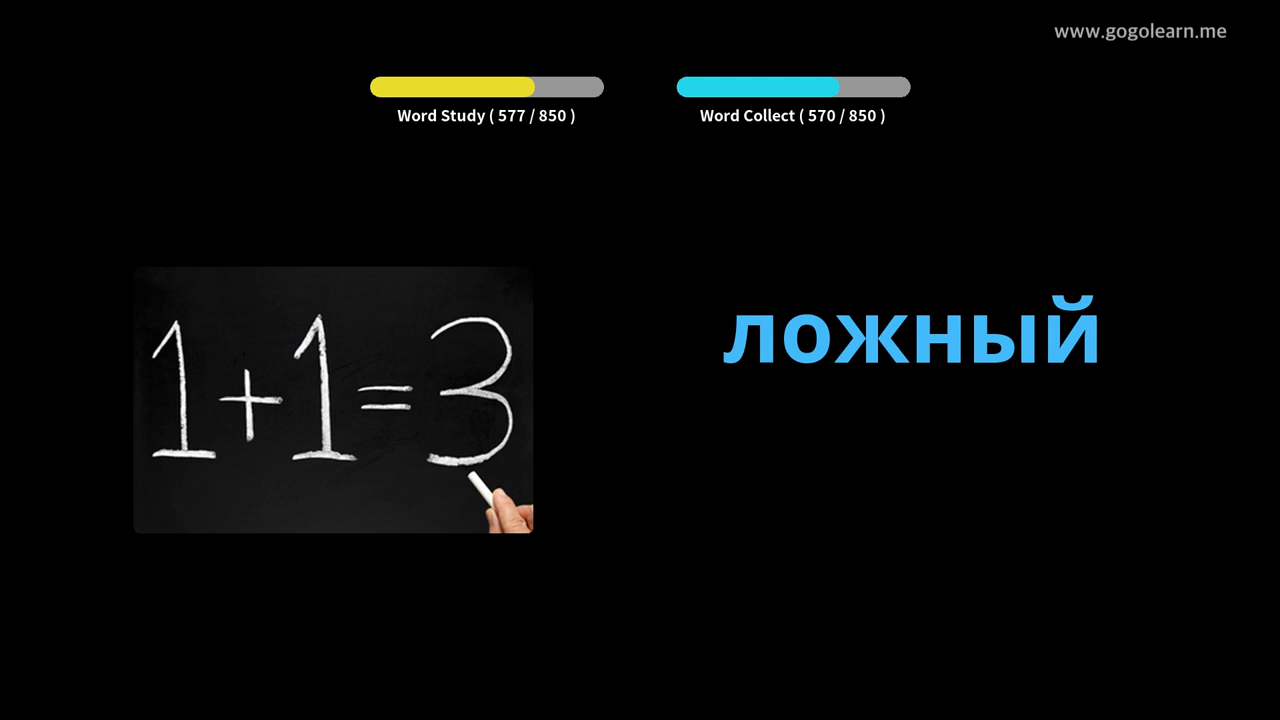 www.gogolearn.me
Word Study ( 577 / 850 )
Word Collect ( 570 / 850 )
ложный
1+1=3